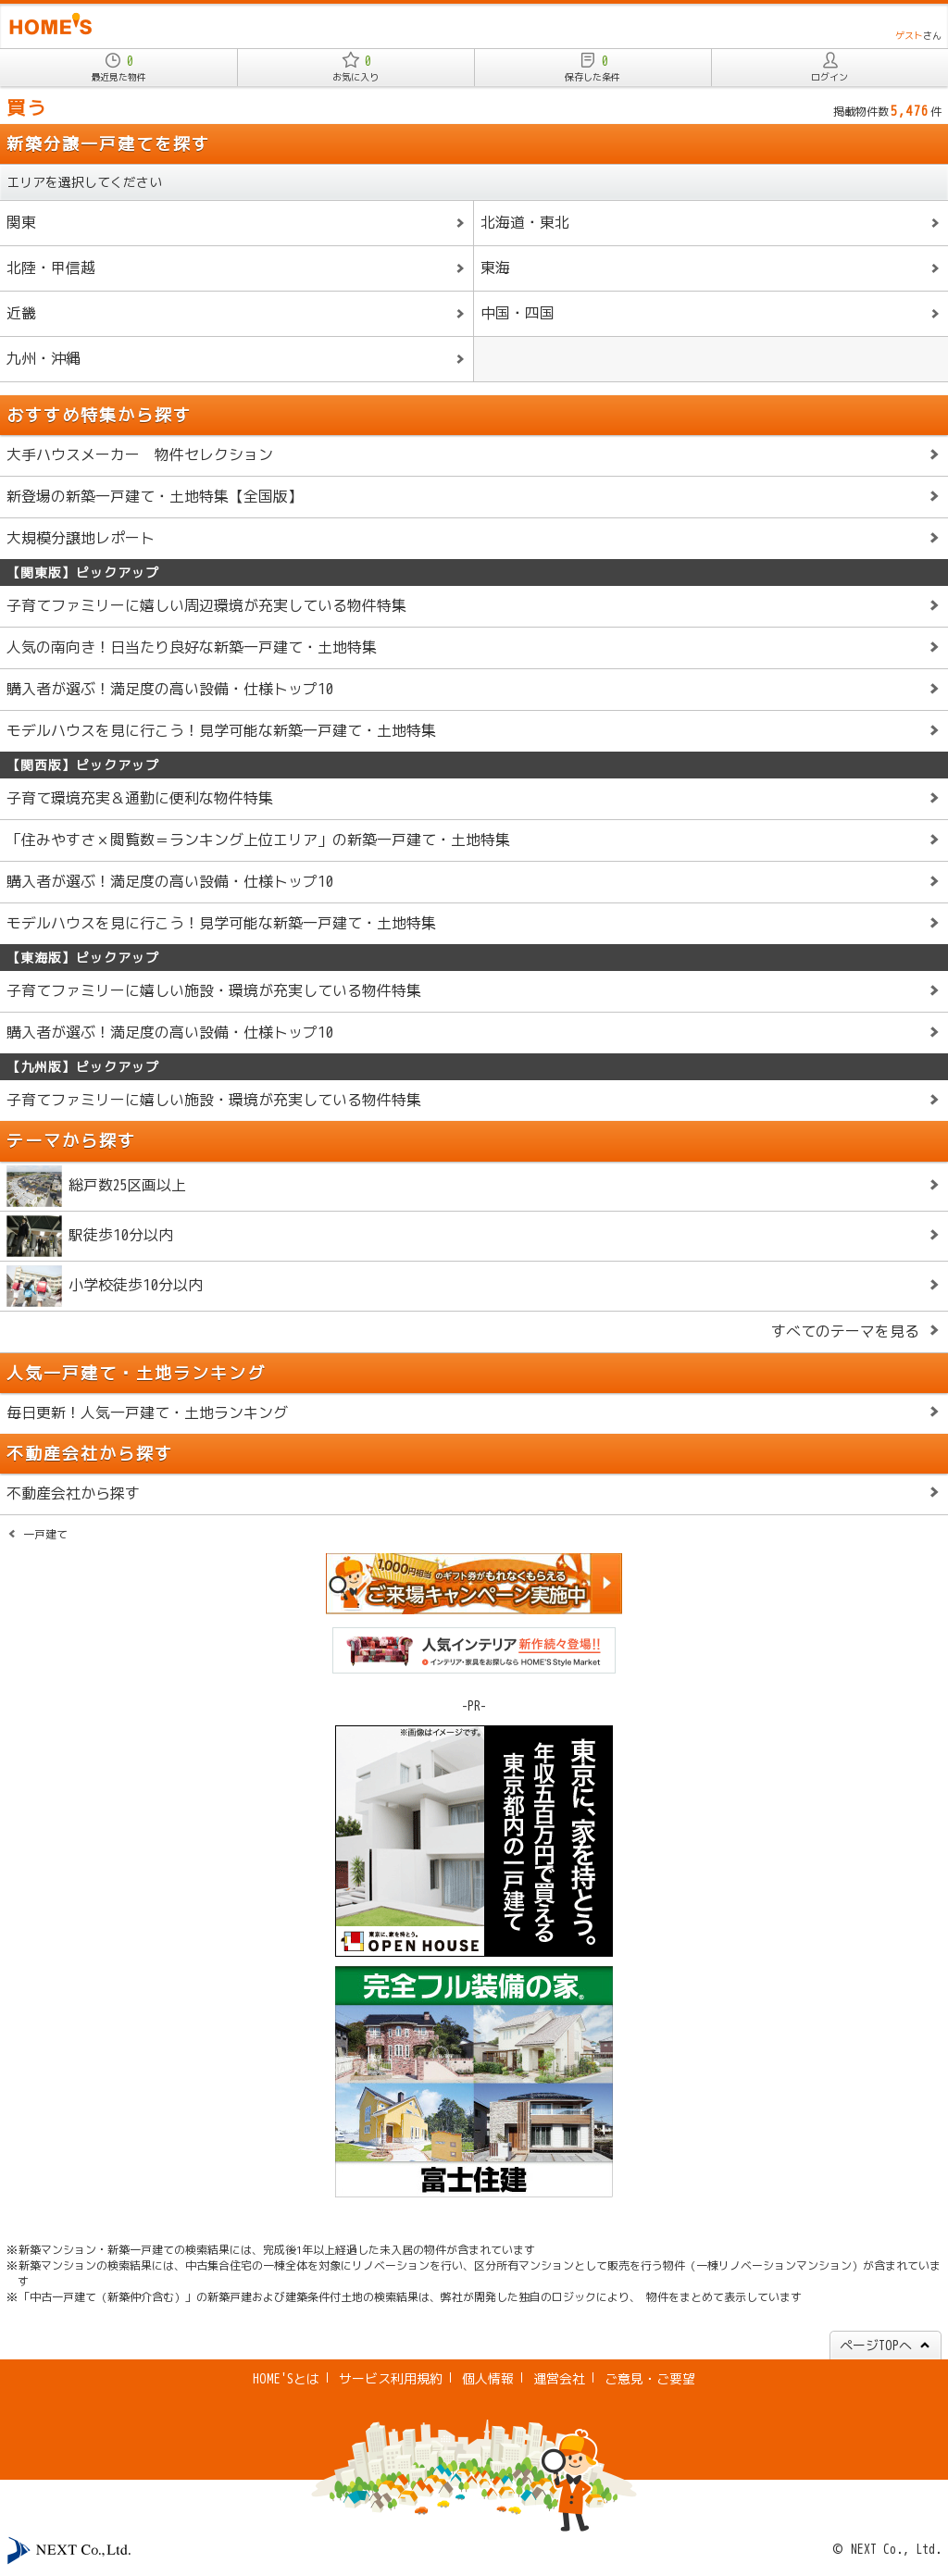 HOME'S
ゲストさん
0
最近見た物件
0
お気に入り
0
保存した条件
ログイン
買う
掲載物件数5,476件
新築分譲一戸建てを探す
エリアを選択してください
関東
北海道・東北
北陸・甲信越
東海
近畿
中国・四国
九州・沖縄
おすすめ特集から探す
大手ハウスメーカー　物件セレクション
新登場の新築一戸建て・土地特集【全国版】
大規模分譲地レポート
【関東版】ピックアップ
子育てファミリーに嬉しい周辺環境が充実している物件特集
人気の南向き！日当たり良好な新築一戸建て・土地特集
購入者が選ぶ！満足度の高い設備・仕様トップ10
モデルハウスを見に行こう！見学可能な新築一戸建て・土地特集
【関西版】ピックアップ
子育て環境充実＆通勤に便利な物件特集
「住みやすさ×閲覧数＝ランキング上位エリア」の新築一戸建て・土地特集
購入者が選ぶ！満足度の高い設備・仕様トップ10
モデルハウスを見に行こう！見学可能な新築一戸建て・土地特集
【東海版】ピックアップ
子育てファミリーに嬉しい施設・環境が充実している物件特集
購入者が選ぶ！満足度の高い設備・仕様トップ10
【九州版】ピックアップ
子育てファミリーに嬉しい施設・環境が充実している物件特集
テーマから探す
総戸数25区画以上
駅徒歩10分以内
小学校徒歩10分以内
すべてのテーマを見る
人気一戸建て・土地ランキング
毎日更新！人気一戸建て・土地ランキング
不動産会社から探す
不動産会社から探す
一戸建て
1,000円相当のギフト券がもれなくもらえる
ご来場キャンペーン実施中
人気インテリア新作続々登場!!
インテリア・家具をお探しなら HOME'S Style Market
-PR-
※画像はイメージです。
東京に、家を持とう。
年収五百万円で買える
東京都内の一戸建て
東京に、家を持とう。
OPEN HOUSE
完全フル装備の家®
富士住建
※新築マンション・新築一戸建ての検索結果には、完成後1年以上経過した未入居の物件が含まれています
※新築マンションの検索結果には、中古集合住宅の一棟全体を対象にリノベーションを行い、区分所有マンションとして販売を行う物件（一棟リノベーションマンション）が含まれていま
す
※「中古一戸建て（新築仲介含む）」の新築戸建および建築条件付土地の検索結果は、弊社が開発した独自のロジックにより、 物件をまとめて表示しています
ページTOPへ
HOME'Sとは | サービス利用規約 | 個人情報 | 運営会社 | ご意見・ご要望
NEXT Co.,Ltd.
© NEXT Co., Ltd.